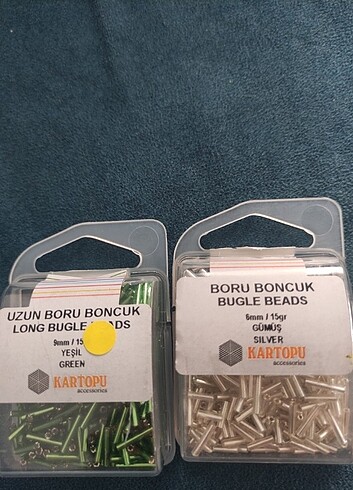 UZUN BORU BONCUK
LONG BUGLE BEADS
9mm / 15
YEŞİL
GREEN
KARTOPU
accessories
BORU BONCUK
BUGLE BEADS
6mm / 15gr
GÜMÜŞ
SILVER
KARTOPU
accessories